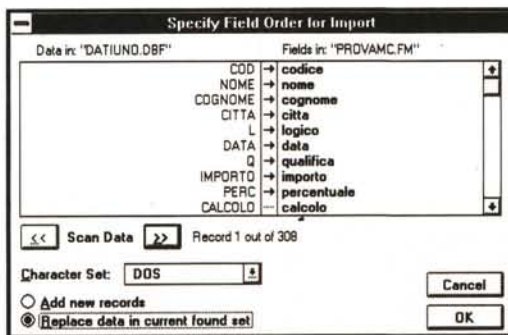 Specify Field Order for Import
Data in: "DATIUNO.DBF" Fields in: "PROVAMC.FM"
COD → codice
NOME → nome
COGNOME → cognome
CITTA → citta
L → logico
DATA → data
Q → qualifica
IMPORTO → importo
PERC → percentuale
CALCOLO --- calcolo
<< Scan Data >> Record 1 out of 308
Character Set: DOS
Cancel
Add new records
Replace data in current found set
OK